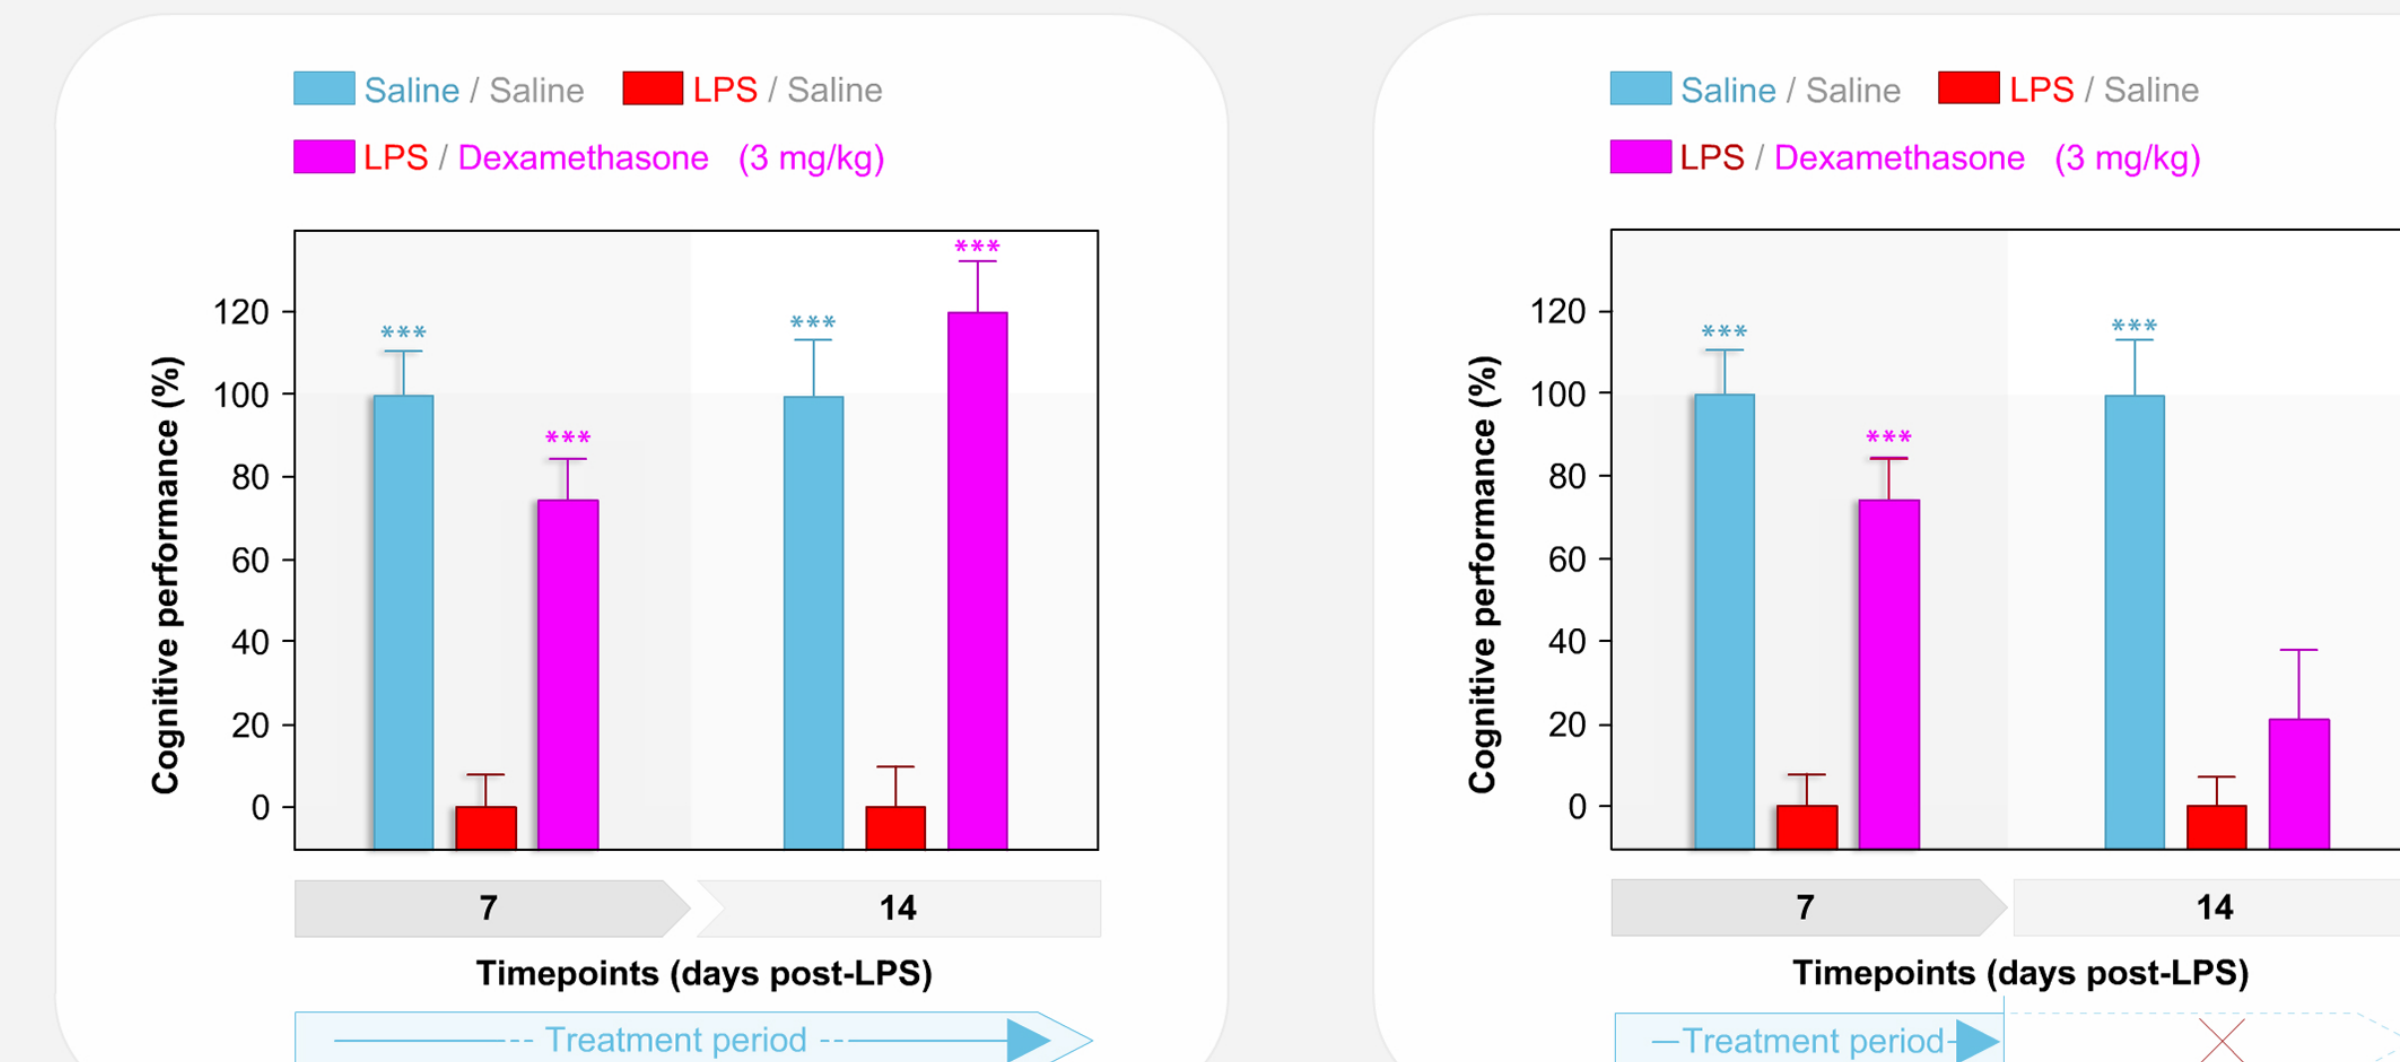 Saline / Saline LPS / Saline
LPS / Dexamethasone (3 mg/kg)
Cognitive performance (%)
120
100
80
60
40
20
0
***
***
***
***
7
14
Timepoints (days post-LPS)
Treatment period
Saline / Saline LPS / Saline
LPS / Dexamethasone (3 mg/kg)
Cognitive performance (%)
120
100
80
60
40
20
0
***
***
***
7
14
Timepoints (days post-LPS)
Treatment period